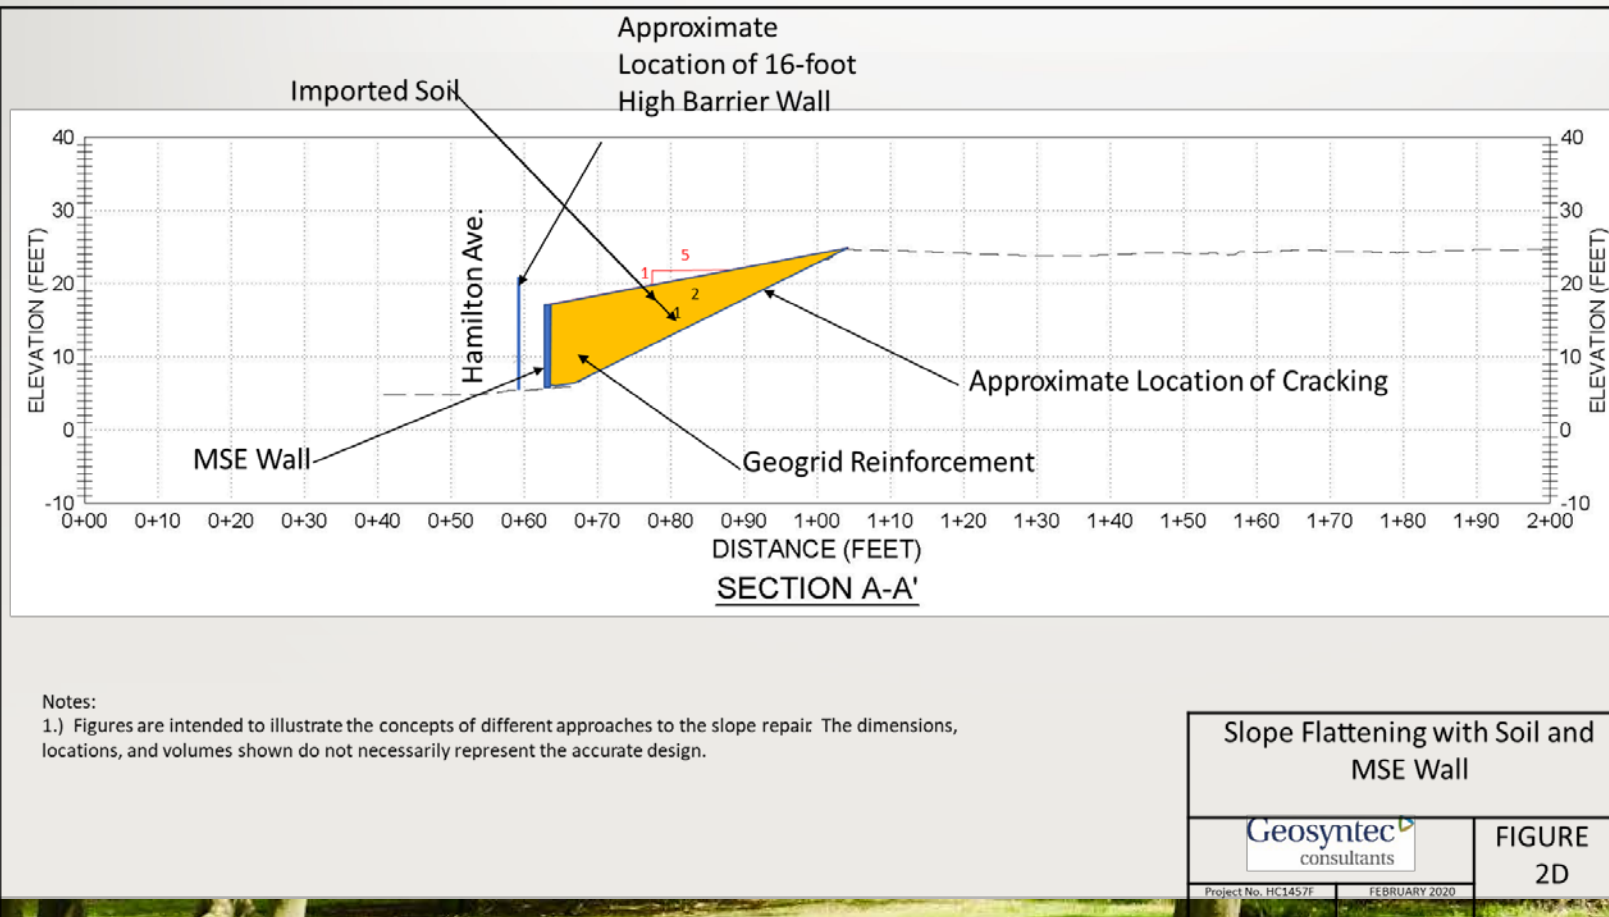 Approximate
Location of 16-foot
High Barrier Wall
Imported Soil
40
30
20
10
0
-10
ELEVATION (FEET)
Hamilton Ave.
1
5
2
1
40
30
20
10
0
-10
ELEVATION (FEET)
Approximate Location of Cracking
MSE Wall
Geogrid Reinforcement
0+00 0+10 0+20 0+30 0+40 0+50 0+60 0+70 0+80 0+90 1+00 1+10 1+20 1+30 1+40 1+50 1+60 1+70 1+80 1+90 2+00
DISTANCE (FEET)
SECTION A-A'
Notes:
1.) Figures are intended to illustrate the concepts of different approaches to the slope repair. The dimensions,
locations, and volumes shown do not necessarily represent the accurate design.
Slope Flattening with Soil and
MSE Wall
Geosyntec
consultants
FIGURE
2D
Project No. HC1457F
FEBRUARY 2020